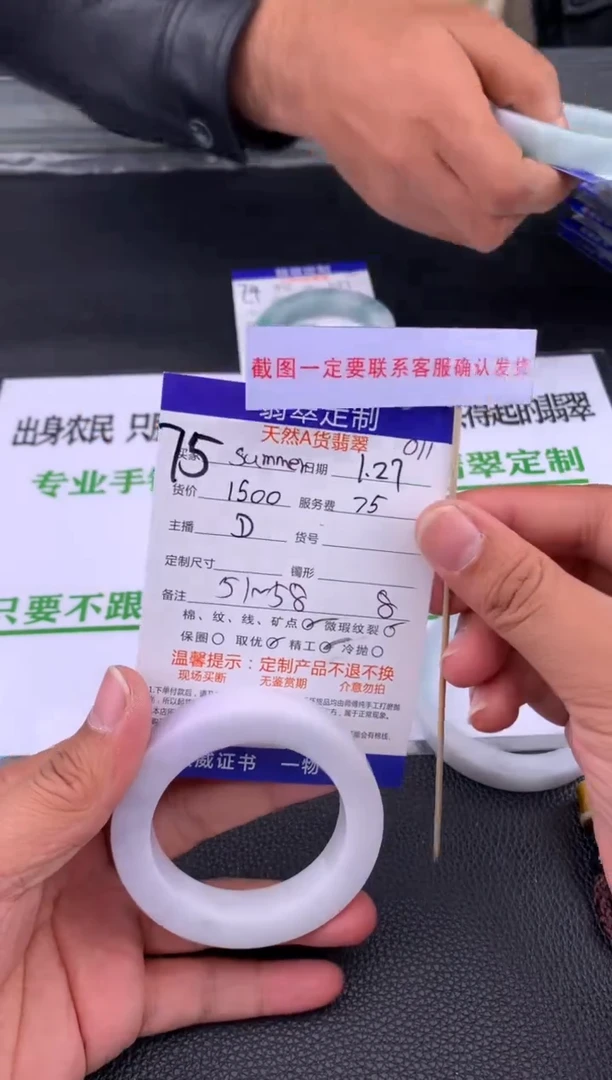 截图一定要联系客服确认发货
翡翠定制
天然A货翡翠
011
75
买家 summer 日期 1.27
货价 1500 服务费 75
主播 D 货号
定制尺寸 镯形
备注 51~58 8
棉、纹、线、矿点 微瑕纹裂
保圈 取优 精工 冷抛
温馨提示：定制产品不退不换
现场买断 无鉴赏期 介意勿拍
威证书 一物
74
出身农民 只
得起的翡翠
专业手
翠定制
只要不跟